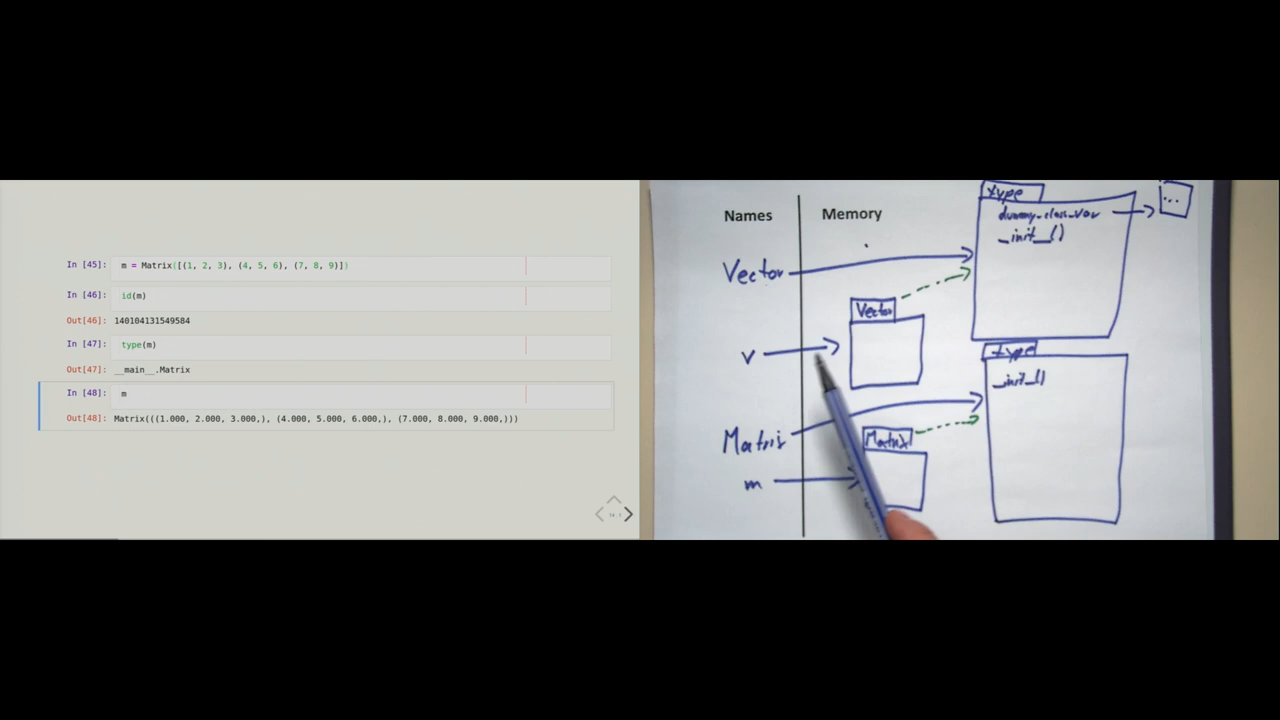 In [45]: m = Matrix([(1, 2, 3), (4, 5, 6), (7, 8, 9)])
In [46]: id(m)
Out[46]: 140104131549584
In [47]: type(m)
Out[47]: __main__.Matrix
In [48]: m
Out[48]: Matrix(((1.000, 2.000, 3.000,), (4.000, 5.000, 6.000,), (7.000, 8.000, 9.000,)))
Names Memory
type
dummy_class_var
...
__init__()
Vector
Vector
v
type
__init__()
Matrix
Matrix
m